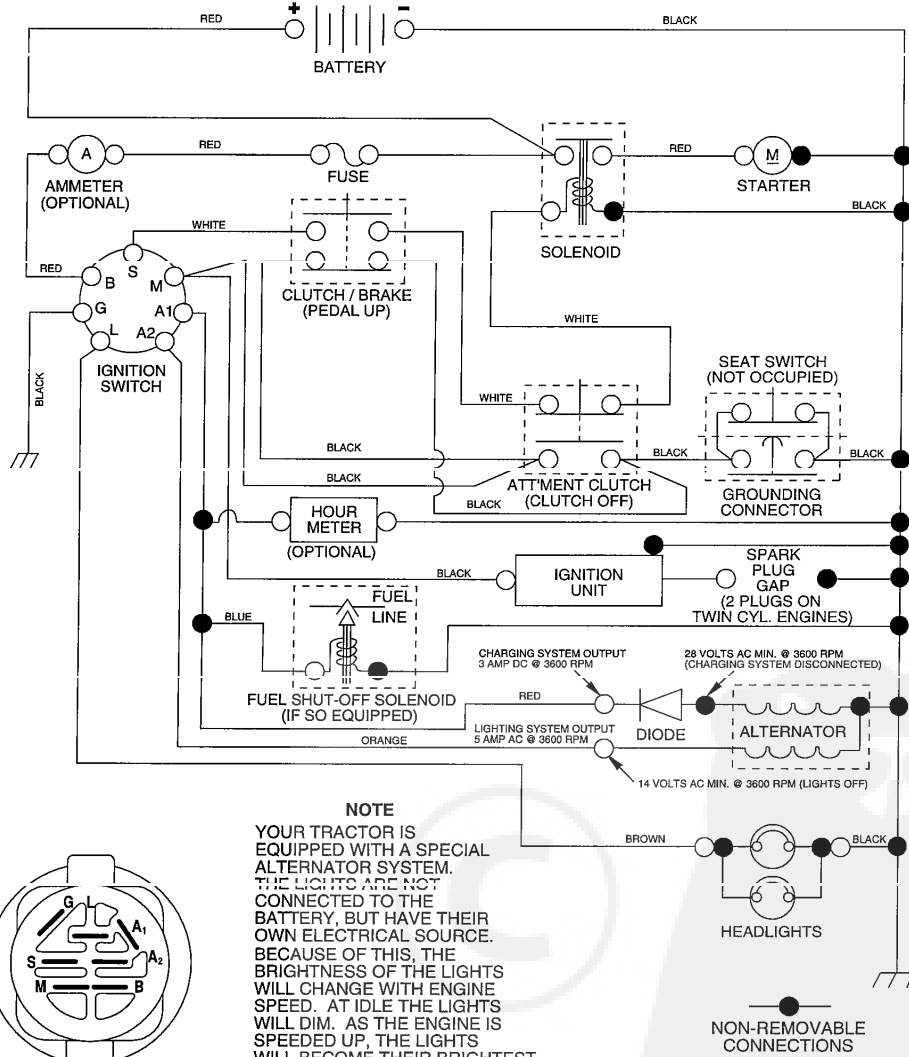 +
−
RED
BLACK
BATTERY
A
RED
RED
M
AMMETER
(OPTIONAL)
FUSE
STARTER
WHITE
BLACK
SOLENOID
S
RED
B
M
G
A1
L
A2
CLUTCH / BRAKE
(PEDAL UP)
WHITE
IGNITION
SWITCH
BLACK
SEAT SWITCH
(NOT OCCUPIED)
WHITE
BLACK
BLACK
BLACK
BLACK
ATT'MENT CLUTCH
(CLUTCH OFF)
BLACK
GROUNDING
CONNECTOR
HOUR
METER
(OPTIONAL)
BLACK
IGNITION
UNIT
SPARK
PLUG
GAP
(2 PLUGS ON
TWIN CYL. ENGINES)
FUEL
LINE
BLUE
FUEL SHUT-OFF SOLENOID
(IF SO EQUIPPED)
CHARGING SYSTEM OUTPUT
3 AMP DC @ 3600 RPM
28 VOLTS AC MIN. @ 3600 RPM
(CHARGING SYSTEM DISCONNECTED)
RED
DIODE
ALTERNATOR
LIGHTING SYSTEM OUTPUT
5 AMP AC @ 3600 RPM
ORANGE
14 VOLTS AC MIN. @ 3600 RPM (LIGHTS OFF)
BROWN
BLACK
HEADLIGHTS
NOTE
YOUR TRACTOR IS
EQUIPPED WITH A SPECIAL
ALTERNATOR SYSTEM.
THE LIGHTS ARE NOT
CONNECTED TO THE
BATTERY, BUT HAVE THEIR
OWN ELECTRICAL SOURCE.
BECAUSE OF THIS, THE
BRIGHTNESS OF THE LIGHTS
WILL CHANGE WITH ENGINE
SPEED. AT IDLE THE LIGHTS
WILL DIM. AS THE ENGINE IS
SPEEDED UP, THE LIGHTS
WILL BECOME THEIR BRIGHTEST
G L
A1
A2
S
M
B
NON-REMOVABLE
CONNECTIONS